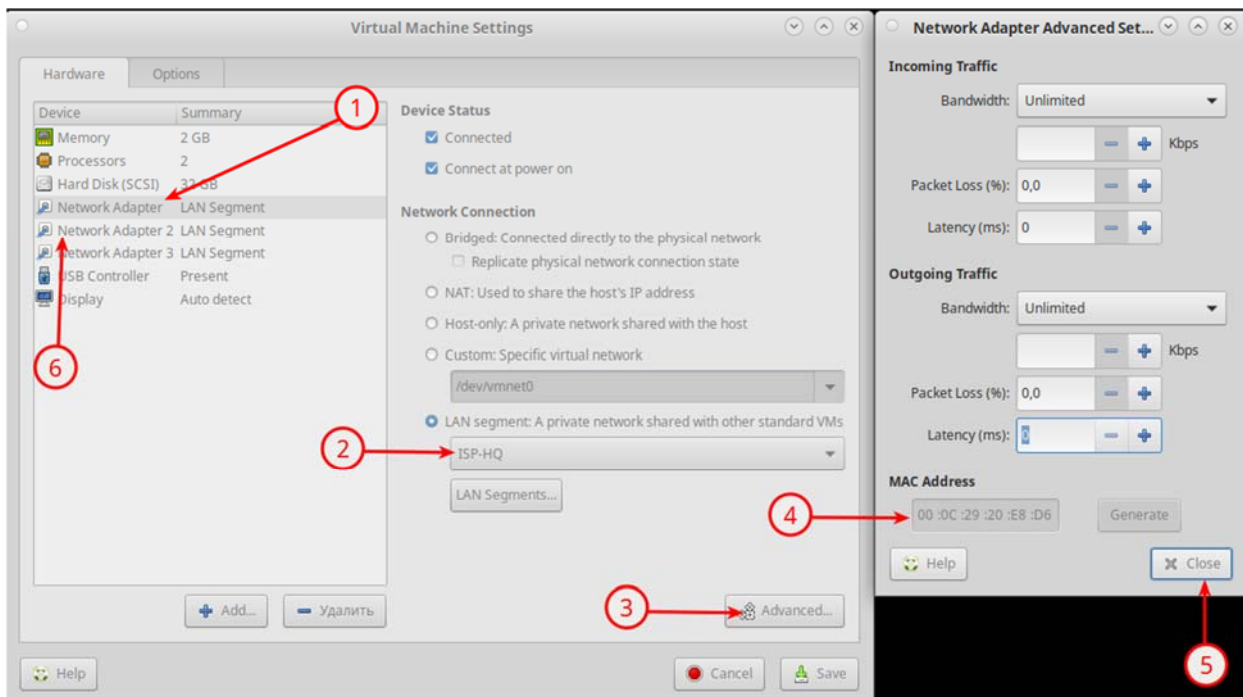 Virtual Machine Settings
Hardware Options
Device Summary
Memory 2 GB
Processors 2
Hard Disk (SCSI) 32 GB
Network Adapter LAN Segment
Network Adapter 2 LAN Segment
Network Adapter 3 LAN Segment
USB Controller Present
Display Auto detect
Add... Удалить
Device Status
Connected
Connect at power on
Network Connection
Bridged: Connected directly to the physical network
Replicate physical network connection state
NAT: Used to share the host's IP address
Host-only: A private network shared with the host
Custom: Specific virtual network
/dev/vmnet0
LAN segment: A private network shared with other standard VMs
ISP-HQ
LAN Segments...
Advanced...
Help Cancel Save
1
6
2
3
4
5
Network Adapter Advanced Set...
Incoming Traffic
Bandwidth: Unlimited
Kbps
Packet Loss (%): 0,0
Latency (ms): 0
Outgoing Traffic
Bandwidth: Unlimited
Kbps
Packet Loss (%): 0,0
Latency (ms): 0
MAC Address
00 :0C :29 :20 :E8 :D6 Generate
Help Close